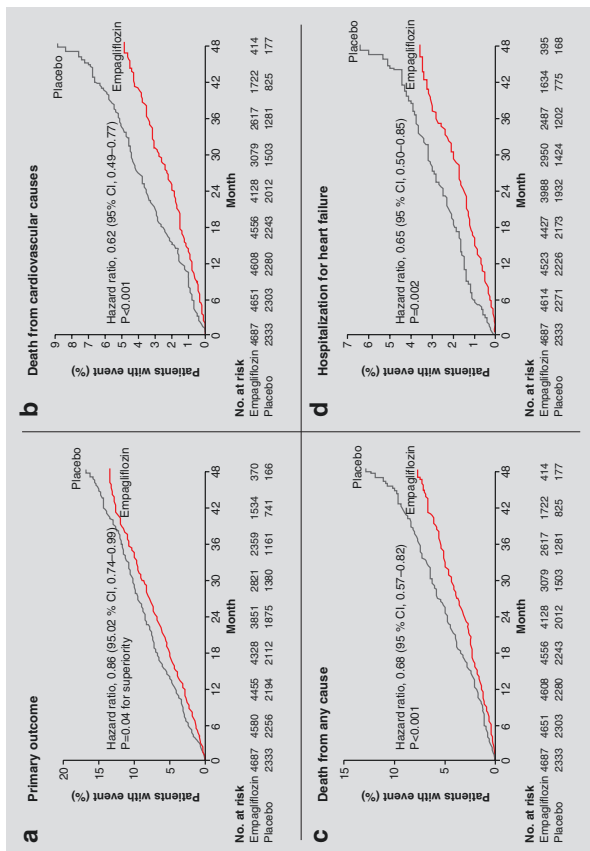 a
Primary outcome
20
15
10
5
0
Patients with event (%)
Placebo
Empagliflozin
Hazard ratio, 0.86 (95.02 % CI, 0.74–0.99)
P=0.04 for superiority
0 6 12 18 24 30 36 42 48
Month
No. at risk
Empagliflozin 4687 4580 4455 4328 3851 2821 2359 1534 370
Placebo 2333 2256 2194 2112 1875 1380 1161 741 166
b
Death from cardiovascular causes
9
8
7
6
5
4
3
2
1
0
Patients with event (%)
Placebo
Empagliflozin
Hazard ratio, 0.62 (95% CI, 0.49–0.77)
P<0.001
0 6 12 18 24 30 36 42 48
Month
No. at risk
Empagliflozin 4687 4651 4608 4556 4128 3079 2617 1722 414
Placebo 2333 2303 2280 2243 2012 1503 1281 825 177
c
Death from any cause
15
10
5
0
Patients with event (%)
Placebo
Empagliflozin
Hazard ratio, 0.68 (95 % CI, 0.57–0.82)
P<0.001
0 6 12 18 24 30 36 42 48
Month
No. at risk
Empagliflozin 4687 4651 4608 4556 4128 3079 2617 1722 414
Placebo 2333 2303 2280 2243 2012 1503 1281 825 177
d
Hospitalization for heart failure
7
6
5
4
3
2
1
0
Patients with event (%)
Placebo
Empagliflozin
Hazard ratio, 0.65 (95 % CI, 0.50–0.85)
P=0.002
0 6 12 18 24 30 36 42 48
Month
No. at risk
Empagliflozin 4687 4614 4523 4427 3988 2950 2487 1634 395
Placebo 2333 2271 2226 2173 1932 1424 1202 775 168